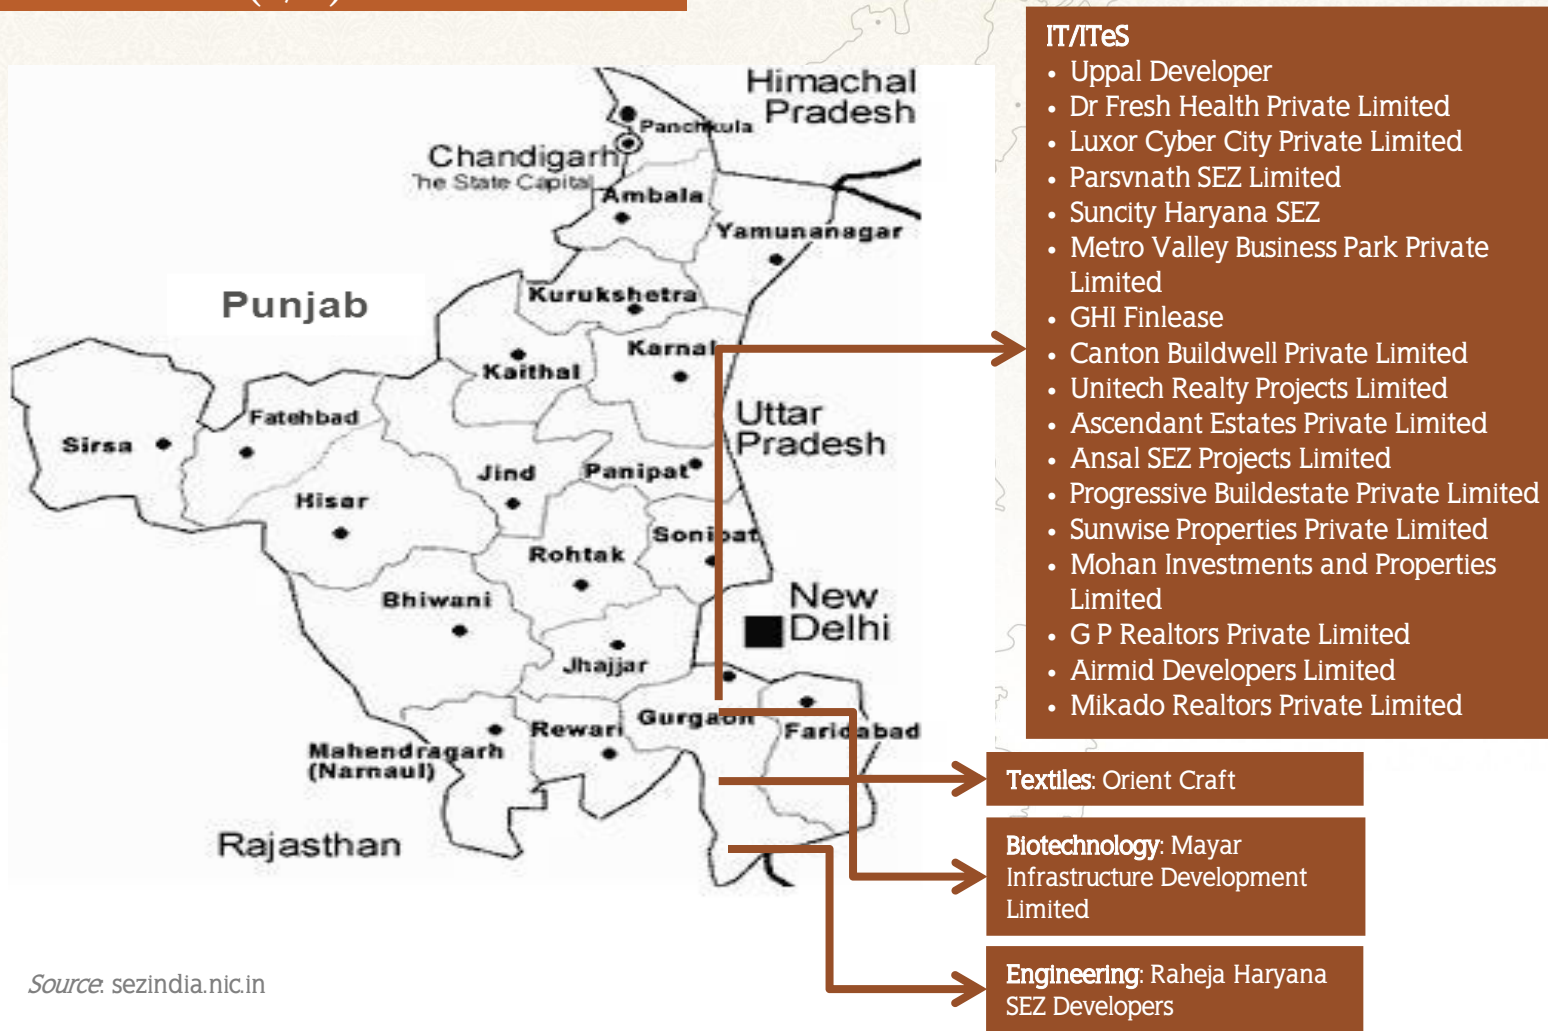 Himachal
Pradesh
Panchkula
Chandigarh
The State Capital
Ambala
Yamunanagar
Punjab
Kurukshetra
Karnal
Kaithal
Uttar
Pradesh
Fatehbad
Sirsa
Jind
Panipat
Hisar
Sonipat
Rohtak
Bhiwani
New
Delhi
Jhajjar
Gurgaon
Rewari
Faridabad
Mahendragarh
(Narnaul)
Rajasthan
IT/ITeS
• Uppal Developer
• Dr Fresh Health Private Limited
• Luxor Cyber City Private Limited
• Parsvnath SEZ Limited
• Suncity Haryana SEZ
• Metro Valley Business Park Private
Limited
• GHI Finlease
• Canton Buildwell Private Limited
• Unitech Realty Projects Limited
• Ascendant Estates Private Limited
• Ansal SEZ Projects Limited
• Progressive Buildestate Private Limited
• Sunwise Properties Private Limited
• Mohan Investments and Properties
Limited
• G P Realtors Private Limited
• Airmid Developers Limited
• Mikado Realtors Private Limited
Textiles: Orient Craft
Biotechnology: Mayar
Infrastructure Development
Limited
Engineering: Raheja Haryana
SEZ Developers
Source: sezindia.nic.in